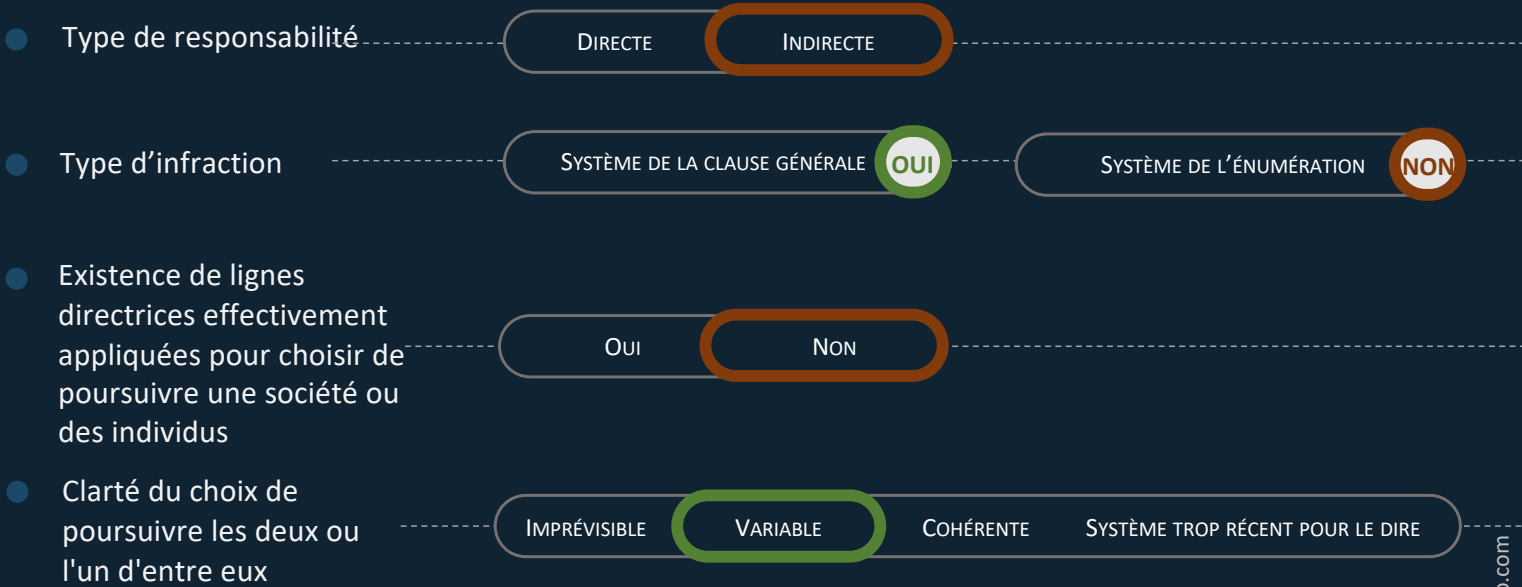 Type de responsabilité
DIRECTE INDIRECTE
Type d’infraction
SYSTÈME DE LA CLAUSE GÉNÉRALE OUI SYSTÈME DE L’ÉNUMÉRATION NON
Existence de lignes
directrices effectivement
appliquées pour choisir de
poursuivre une société ou
des individus
OUI NON
Clarté du choix de
poursuivre les deux ou
l'un d'entre eux
IMPRÉVISIBLE VARIABLE COHÉRENTE SYSTÈME TROP RÉCENT POUR LE DIRE
.com